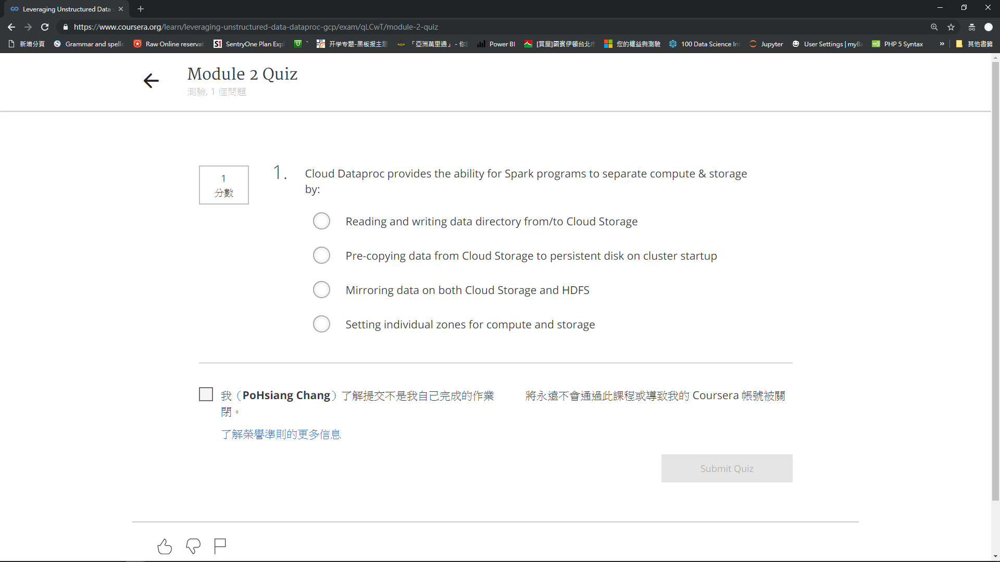 Leveraging Unstructured Data
https://www.coursera.org/learn/leveraging-unstructured-data-dataproc-gcp/exam/qLCwT/module-2-quiz
新增分頁 Grammar and spell Raw Online reservat S1 SentryOne Plan Expl U ` 开学专题-黑板报主题 「亞洲萬里通」 - 你 Power BI [買屋]國賓伊頓台北市 您的權益與測驗 100 Data Science Int Jupyter User Settings | myBa w3 PHP 5 Syntax » 其他書籤
Module 2 Quiz
測驗, 1 個問題
1
分數
1.
Cloud Dataproc provides the ability for Spark programs to separate compute & storage
by:
Reading and writing data directory from/to Cloud Storage
Pre-copying data from Cloud Storage to persistent disk on cluster startup
Mirroring data on both Cloud Storage and HDFS
Setting individual zones for compute and storage
我（PoHsiang Chang）了解提交不是我自己完成的作業 將永遠不會通過此課程或導致我的 Coursera 帳號被關
閉。
了解榮譽準則的更多信息
Submit Quiz